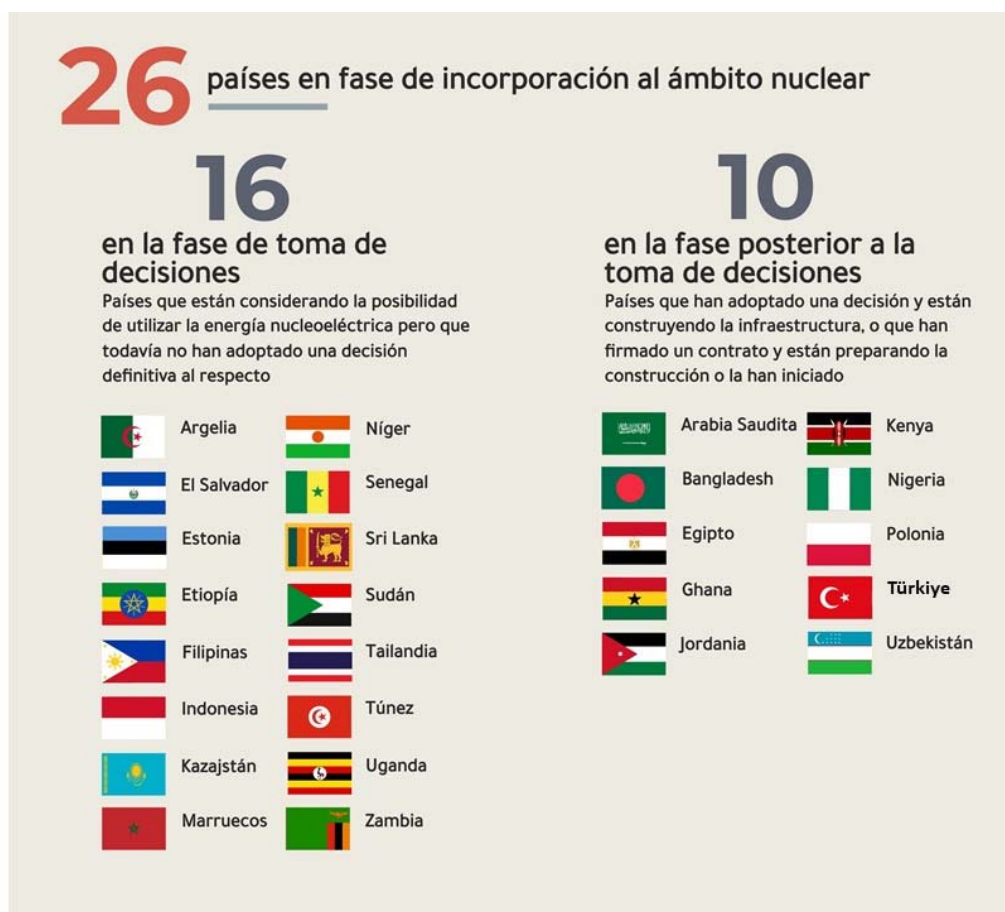 26 países en fase de incorporación al ámbito nuclear
16
en la fase de toma de
decisiones
Países que están considerando la posibilidad
de utilizar la energía nucleoeléctrica pero que
todavía no han adoptado una decisión
definitiva al respecto
Argelia
El Salvador
Estonia
Etiopía
Filipinas
Indonesia
Kazajstán
Marruecos
Níger
Senegal
Sri Lanka
Sudán
Tailandia
Túnez
Uganda
Zambia
10
en la fase posterior a la
toma de decisiones
Países que han adoptado una decisión y están
construyendo la infraestructura, o que han
firmado un contrato y están preparando la
construcción o la han iniciado
Arabia Saudita
Bangladesh
Egipto
Ghana
Jordania
Kenya
Nigeria
Polonia
Türkiye
Uzbekistán